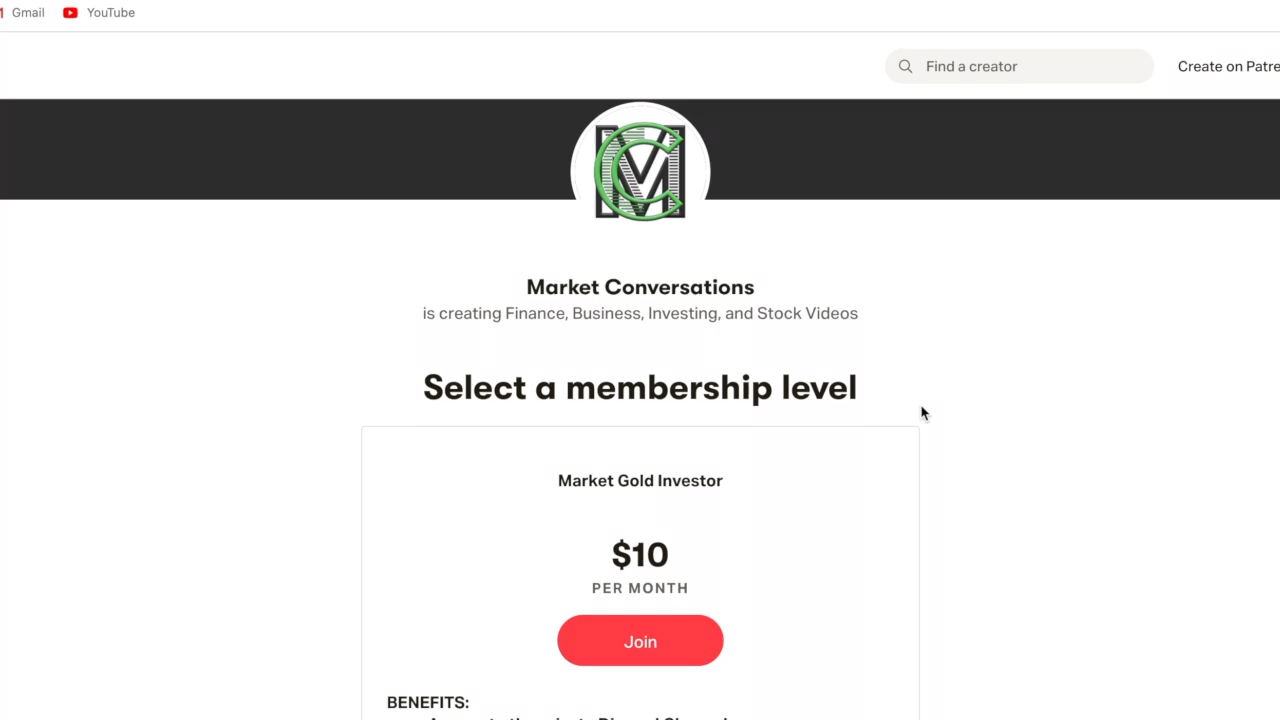 Gmail YouTube
Find a creator
Create on Patre
MC
Market Conversations
is creating Finance, Business, Investing, and Stock Videos
Select a membership level
Market Gold Investor
$10
PER MONTH
Join
BENEFITS: